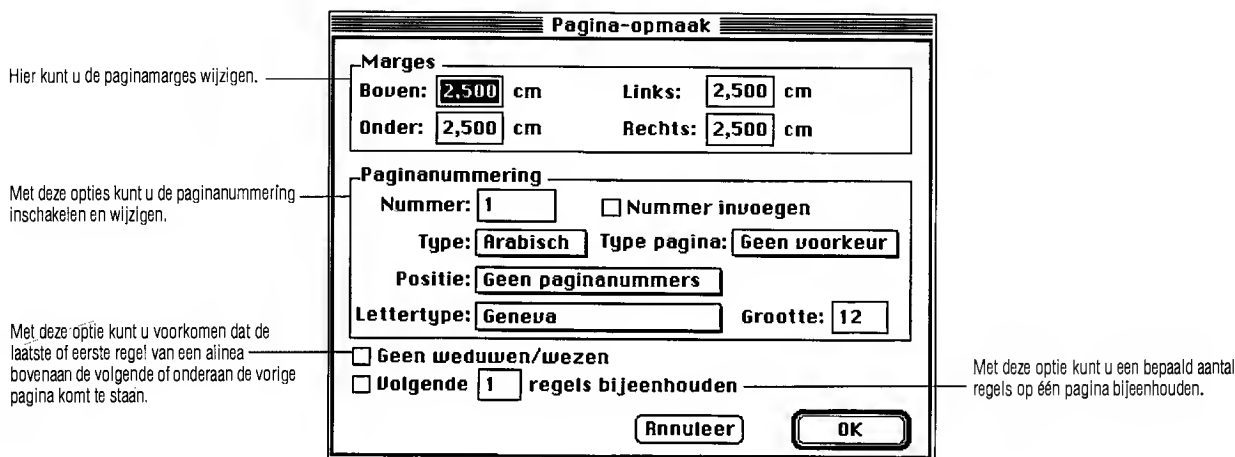 Pagina-opmaak
Hier kunt u de paginamarges wijzigen.
Marges
Boven: 2,500 cm Links: 2,500 cm
Onder: 2,500 cm Rechts: 2,500 cm
Met deze opties kunt u de paginanummering
inschakelen en wijzigen.
Paginanummering
Nummer: 1 Nummer invoegen
Type: Arabisch Type pagina: Geen voorkeur
Positie: Geen paginanummers
Lettertype: Geneva Grootte: 12
Met deze optie kunt u voorkomen dat de
laatste of eerste regel van een alinea
bovenaan de volgende of onderaan de vorige
pagina komt te staan.
Geen weduwen/wezen
Volgende 1 regels bijeenhouden
Met deze optie kunt u een bepaald aantal
regels op één pagina bijeenhouden.
Annuleer OK